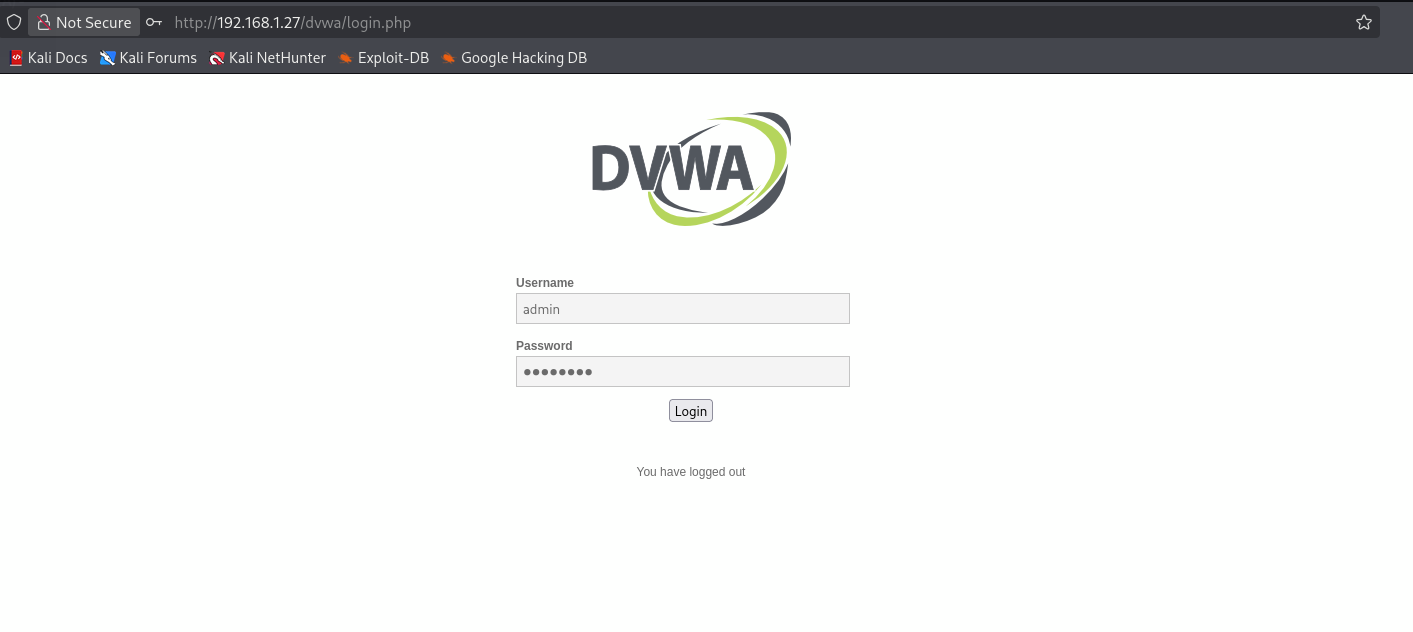 Not Secure http://192.168.1.27/dvwa/login.php
Kali Docs Kali Forums Kali NetHunter Exploit-DB Google Hacking DB
DVWA
Username
admin
Password
●●●●●●●●
Login
You have logged out